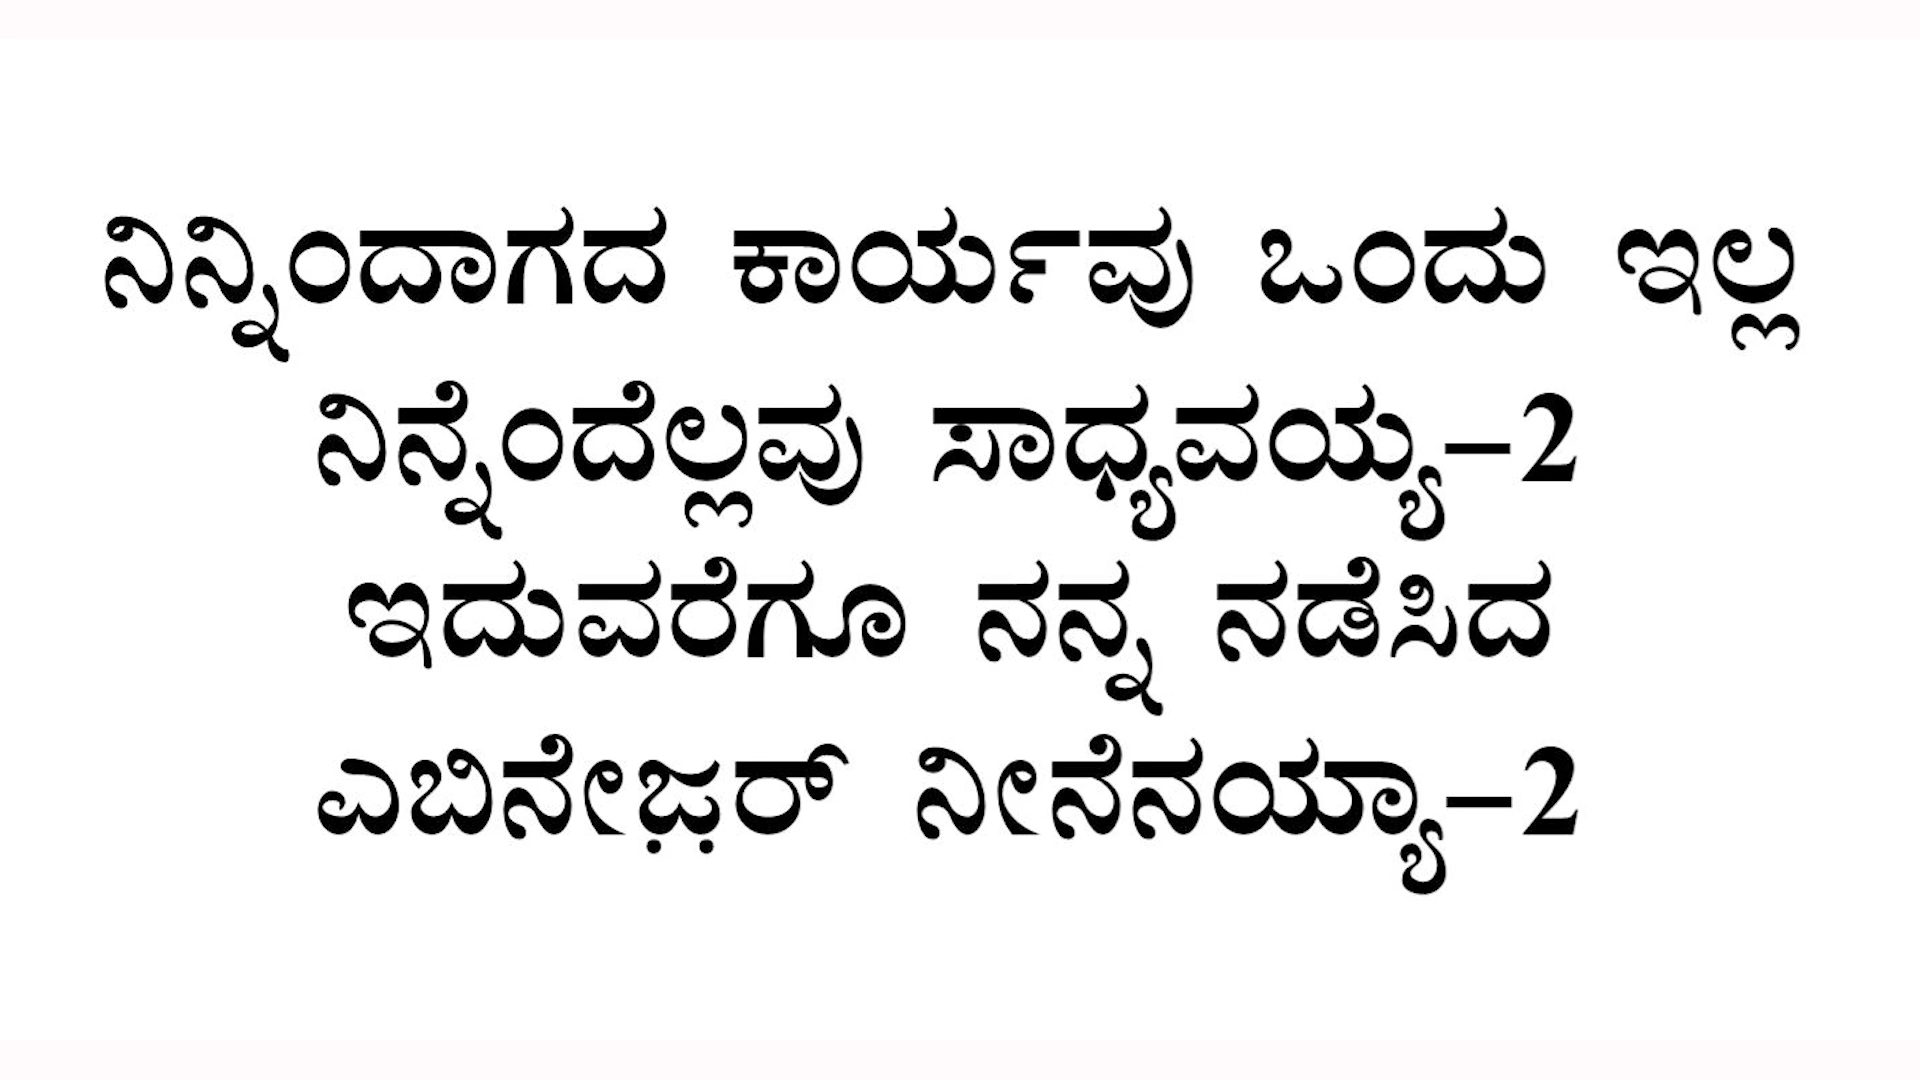 ನಿನ್ನಿಂದಾಗದ ಕಾರ್ಯವು ಒಂದು ಇಲ್ಲ
ನಿನ್ನೆಂದೆಲ್ಲವು ಸಾಧ್ಯವಯ್ಯ–2
ಇದುವರೆಗೂ ನನ್ನ ನಡೆಸಿದ
ಎಬಿನೇಜ಼ರ್ ನೀನೆನಯ್ಯಾ–2